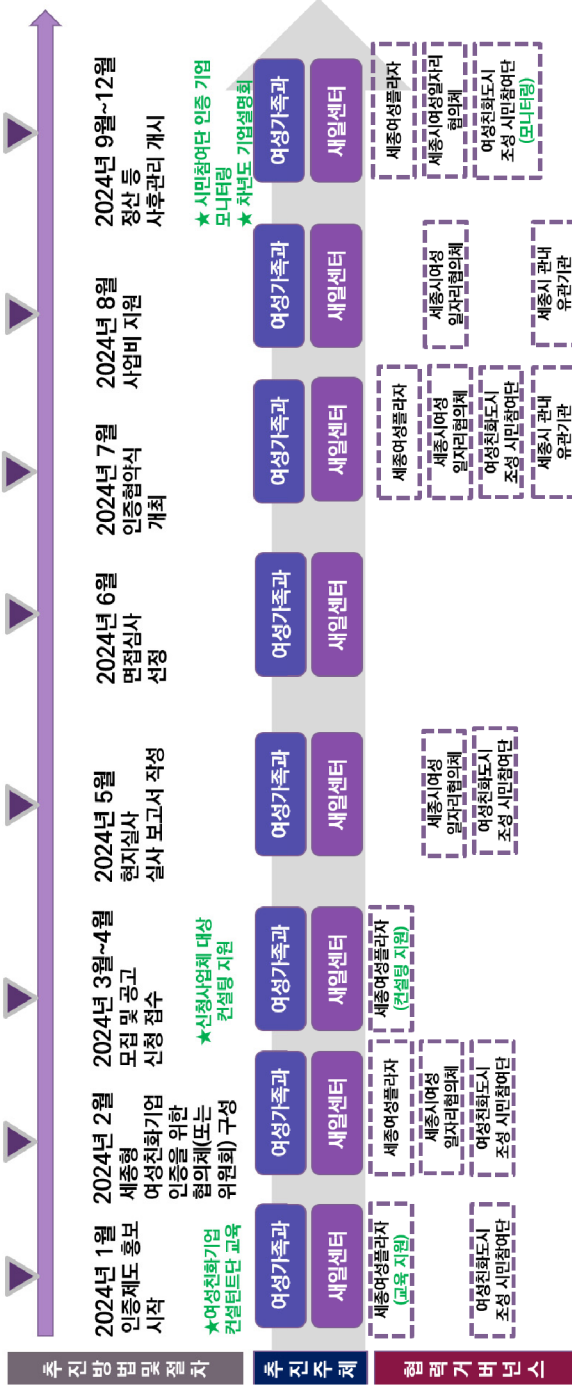 추진방법및절차
2024년 1월
인증제도 홍보
시작
★여성친화기업
컨설턴트단 교육
2024년 2월
세종형
여성친화기업
인증을 위한
협의체(또는
위원회) 구성
2024년 3월~4월
모집 및 공고
신청 접수
★신청사업체 대상
컨설팅 지원
2024년 5월
현지실사
실사 보고서 작성
2024년 6월
면접심사
선정
2024년 7월
인증협약식
개최
2024년 8월
사업비 지원
2024년 9월~12월
정산 등
사후관리 개시
★ 시민참여단 인증 기업
모니터링
★ 차년도 기업설명회
추진주체
여성가족과
새일센터
여성가족과
새일센터
여성가족과
새일센터
여성가족과
새일센터
여성가족과
새일센터
여성가족과
새일센터
여성가족과
새일센터
여성가족과
새일센터
협력거버넌스
세종여성플라자
(교육 지원)
여성친화도시
조성 시민참여단
세종여성플라자
세종시여성
일자리협의체
여성친화도시
조성 시민참여단
세종여성플라자
(컨설팅 지원)
세종시여성
일자리협의체
여성친화도시
조성 시민참여단
세종여성플라자
세종시여성
일자리협의체
여성친화도시
조성 시민참여단
세종시 관내
유관기관
세종시여성
일자리협의체
세종시 관내
유관기관
세종여성플라자
세종시여성일자리
협의체
여성친화도시
조성 시민참여단
(모니터링)